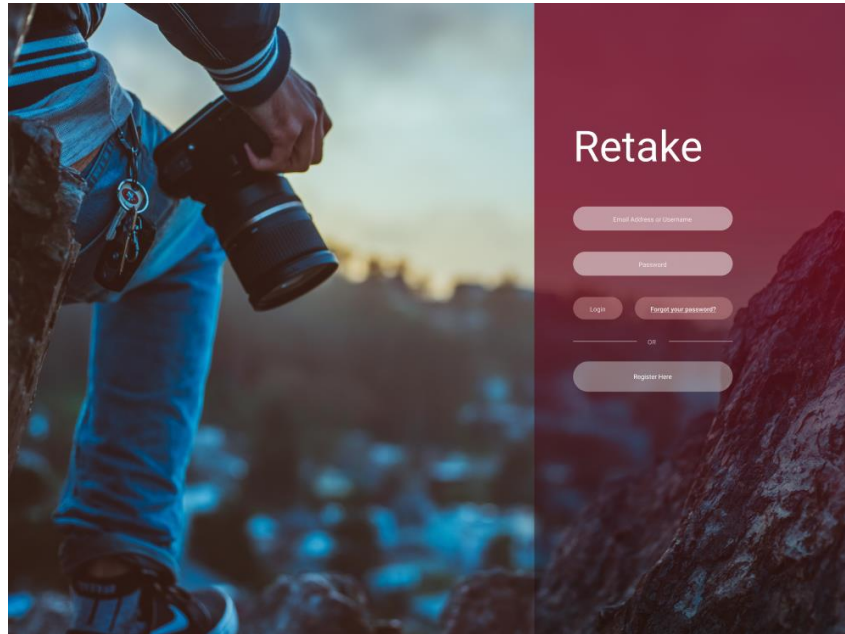 Retake
Email Address or Username
Password
Login
Forgot your password?
OR
Register Here